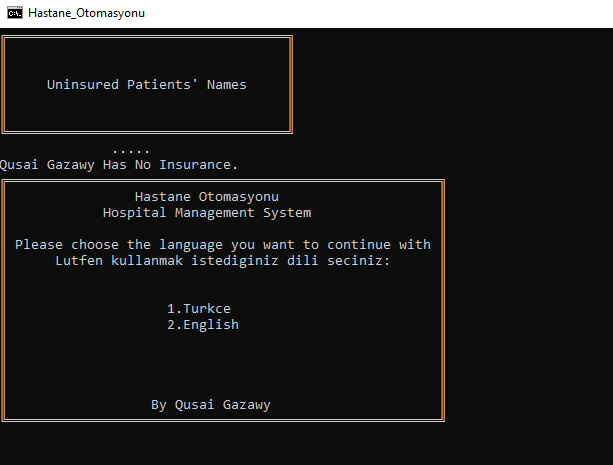 Hastane_Otomasyonu
Uninsured Patients' Names
.....
Qusai Gazawy Has No Insurance.
Hastane Otomasyonu
Hospital Management System
Please choose the language you want to continue with
Lutfen kullanmak istediginiz dili seciniz:
1.Turkce
2.English
By Qusai Gazawy